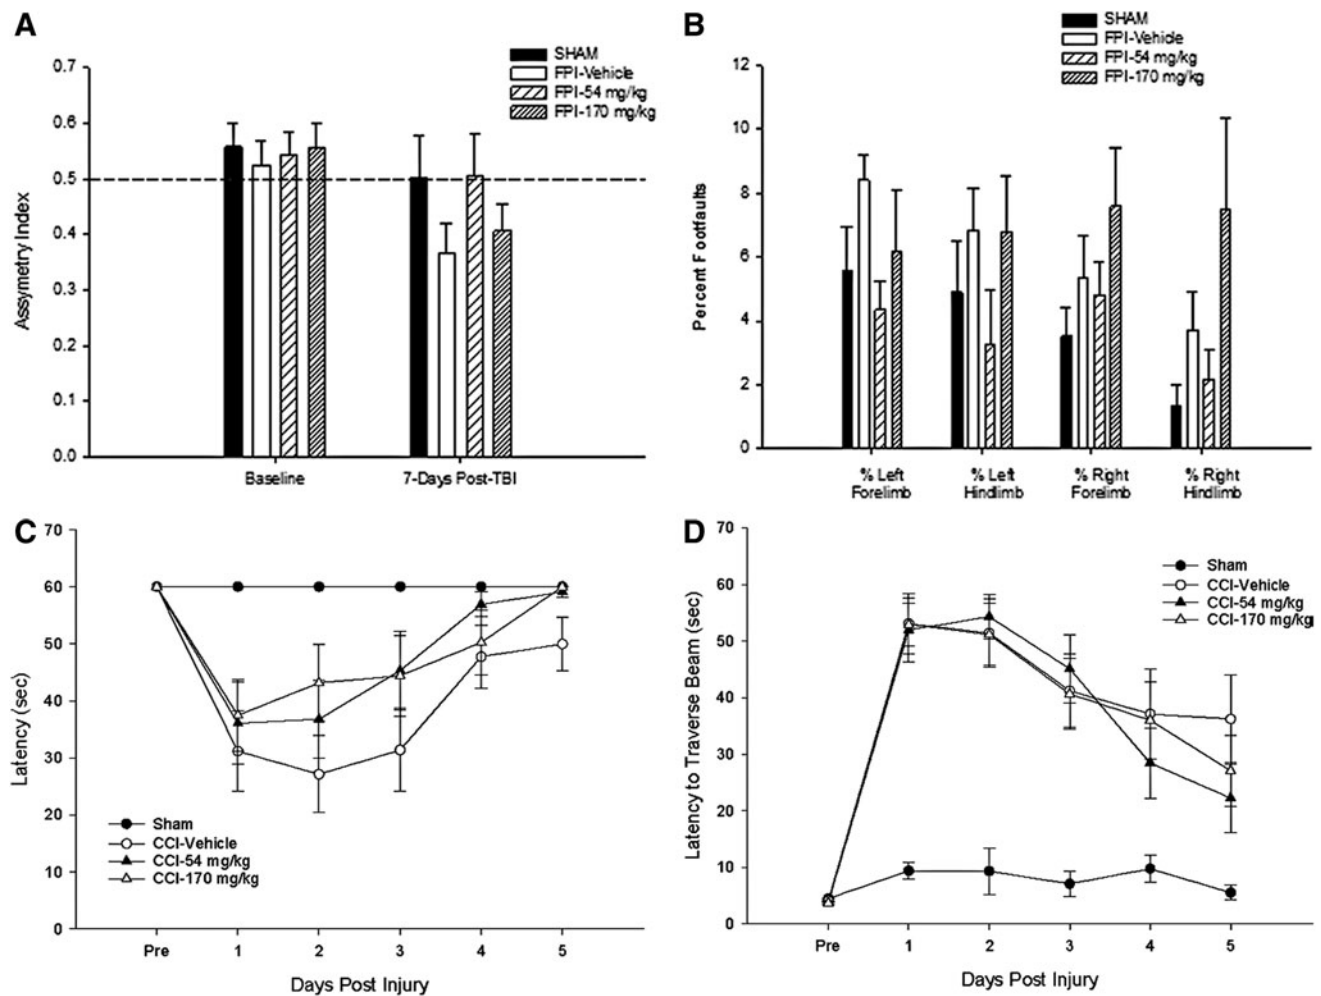 A
SHAM
FPI-Vehicle
FPI-54 mg/kg
FPI-170 mg/kg
0.7
0.6
0.5
0.4
0.3
0.2
0.1
0.0
Assymetry Index
Baseline
7-Days Post-TBI
B
SHAM
FPI-Vehicle
FPI-54 mg/kg
FPI-170 mg/kg
12
10
8
6
4
2
0
Percent Footfaults
% Left
Forelimb
% Left
Hindlimb
% Right
Forelimb
% Right
Hindlimb
C
70
60
50
40
30
20
10
0
Latency (sec)
Sham
CCI-Vehicle
CCI-54 mg/kg
CCI-170 mg/kg
Pre 1 2 3 4 5
Days Post Injury
D
70
60
50
40
30
20
10
0
Latency to Traverse Beam (sec)
Sham
CCI-Vehicle
CCI-54 mg/kg
CCI-170 mg/kg
Pre 1 2 3 4 5
Days Post Injury